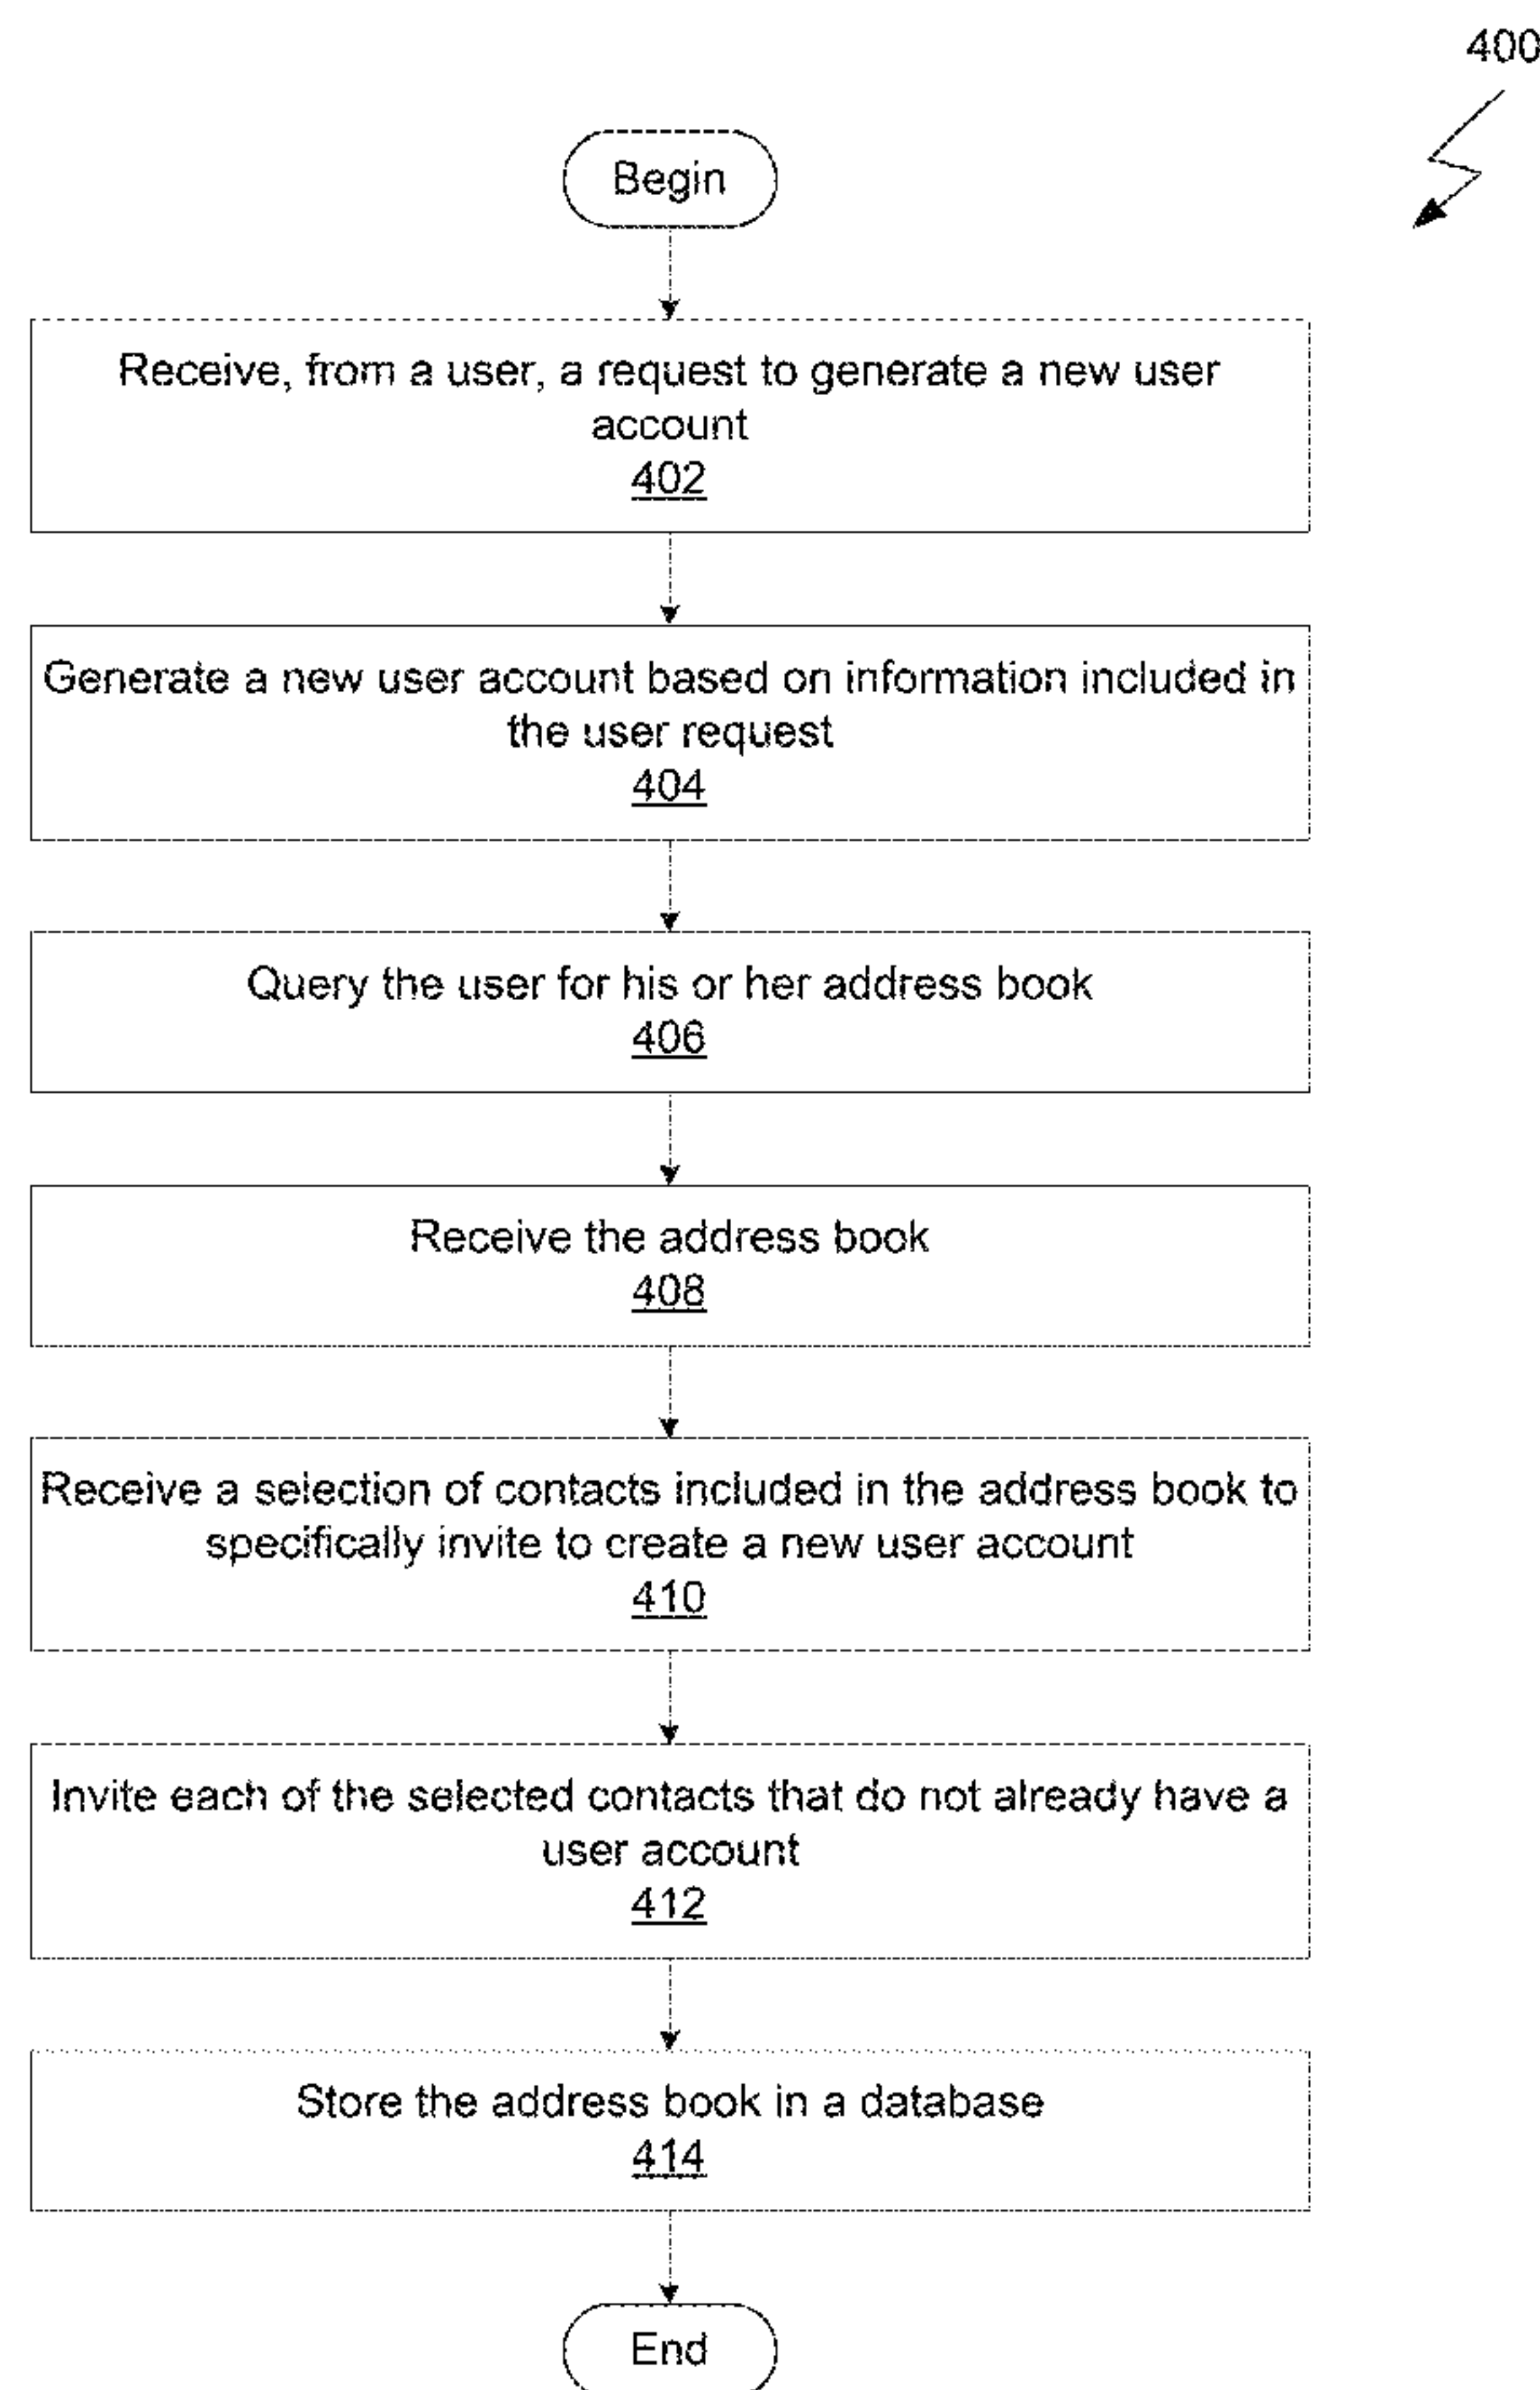 400
Begin
Receive, from a user, a request to generate a new user
account
402
Generate a new user account based on information included in
the user request
404
Query the user for his or her address book
406
Receive the address book
408
Receive a selection of contacts included in the address book to
specifically invite to create a new user account
410
Invite each of the selected contacts that do not already have a
user account
412
Store the address book in a database
414
End